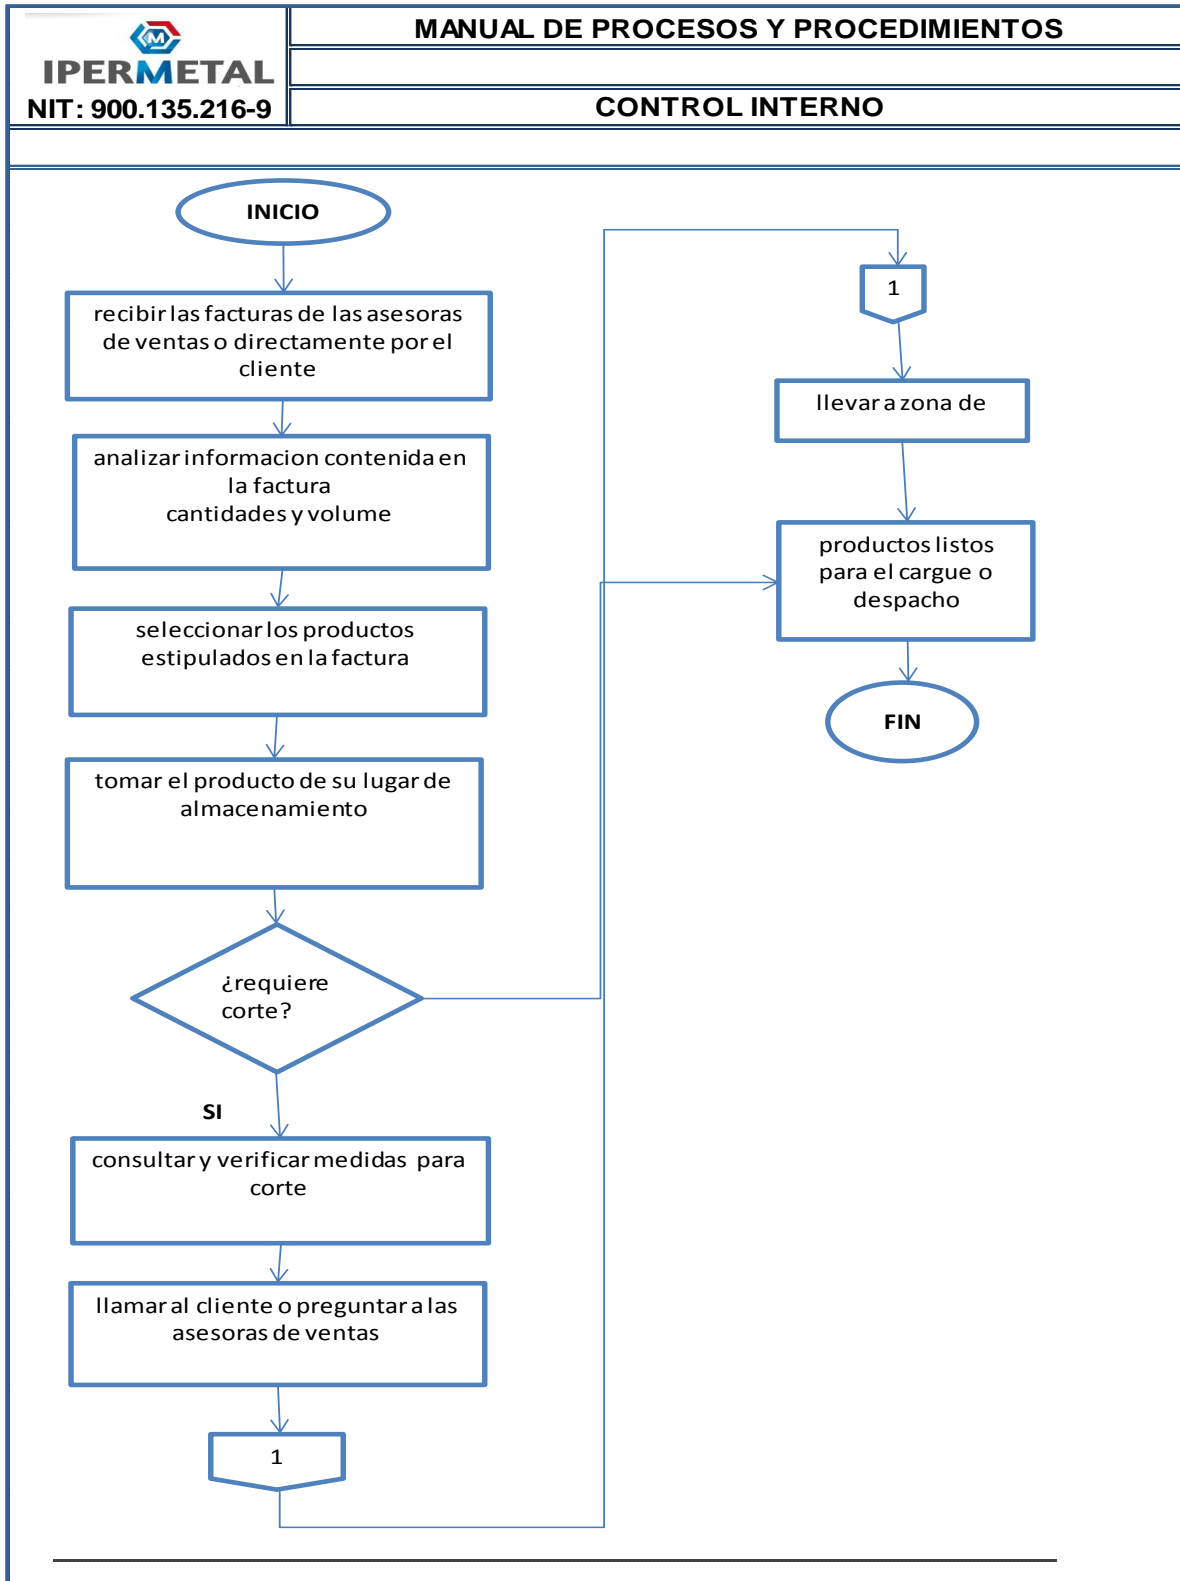 IPERMETAL
NIT: 900.135.216-9
MANUAL DE PROCESOS Y PROCEDIMIENTOS
CONTROL INTERNO
INICIO
recibir las facturas de las asesoras
de ventas o directamente por el
cliente
analizar informacion contenida en
la factura
cantidades y volume
seleccionar los productos
estipulados en la factura
tomar el producto de su lugar de
almacenamiento
¿requiere
corte?
SI
consultar y verificar medidas para
corte
llamar al cliente o preguntar a las
asesoras de ventas
1
1
llevar a zona de
productos listos
para el cargue o
despacho
FIN